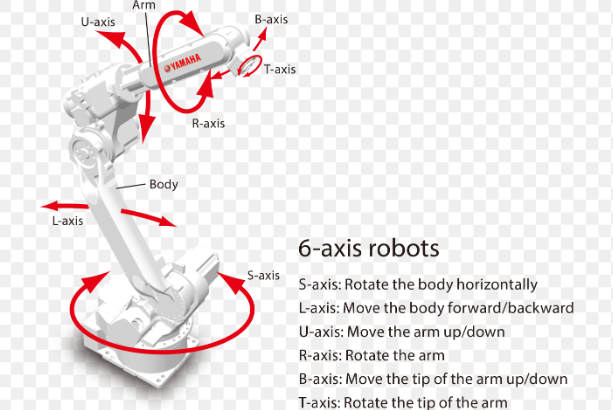 Arm
B-axis
U-axis
YAMAHA
T-axis
R-axis
Body
L-axis
S-axis
6-axis robots
S-axis: Rotate the body horizontally
L-axis: Move the body forward/backward
U-axis: Move the arm up/down
R-axis: Rotate the arm
B-axis: Move the tip of the arm up/down
T-axis: Rotate the tip of the arm